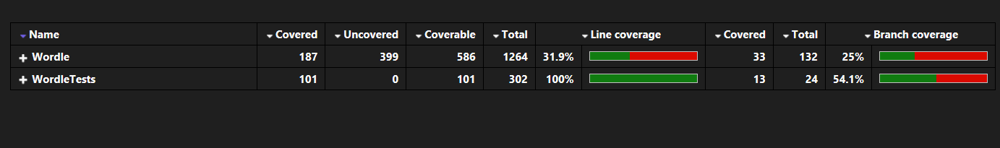 Name Covered Uncovered Coverable Total Line coverage Covered Total Branch coverage
Wordle 187 399 586 1264 31.9% 33 132 25%
WordleTests 101 0 101 302 100% 13 24 54.1%